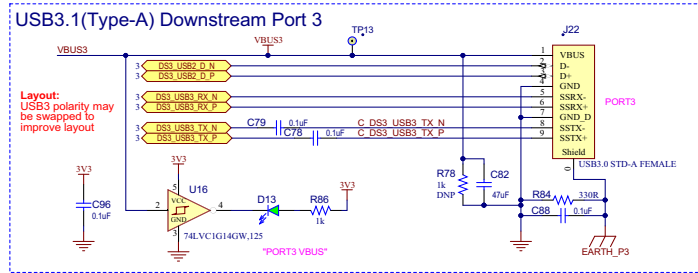 USB3.1(Type-A) Downstream Port 3
TP13
J22
VBUS3
VBUS3
1 VBUS
3 DS3_USB2_D_N 2 D-
3 DS3_USB2_D_P 3 D+
4 GND
Layout:
USB3 polarity may
be swapped to
improve layout
3 DS3_USB3_RX_N 5 SSRX-
3 DS3_USB3_RX_P 6 SSRX+
PORT3
7 GND_D
3 DS3_USB3_TX_N C79 0.1uF C_DS3_USB3_TX_N 8 SSTX-
3 DS3_USB3_TX_P C78 0.1uF C_DS3_USB3_TX_P 9 SSTX+
Shield
0
USB3.0 STD-A FEMALE
3V3
3V3
C96
0.1uF
U16
5
VCC
2 4
GND
3
74LVC1G14GW,125
D13
R86
1k
3V3
"PORT3 VBUS"
R78
1k
DNP
C82
47uF
R84 330R
C88 0.1uF
EARTH_P3